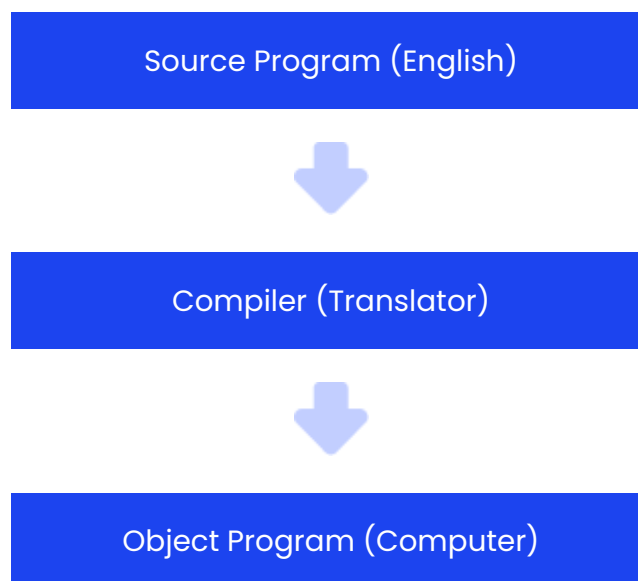 Source Program (English)
Compiler (Translator)
Object Program (Computer)